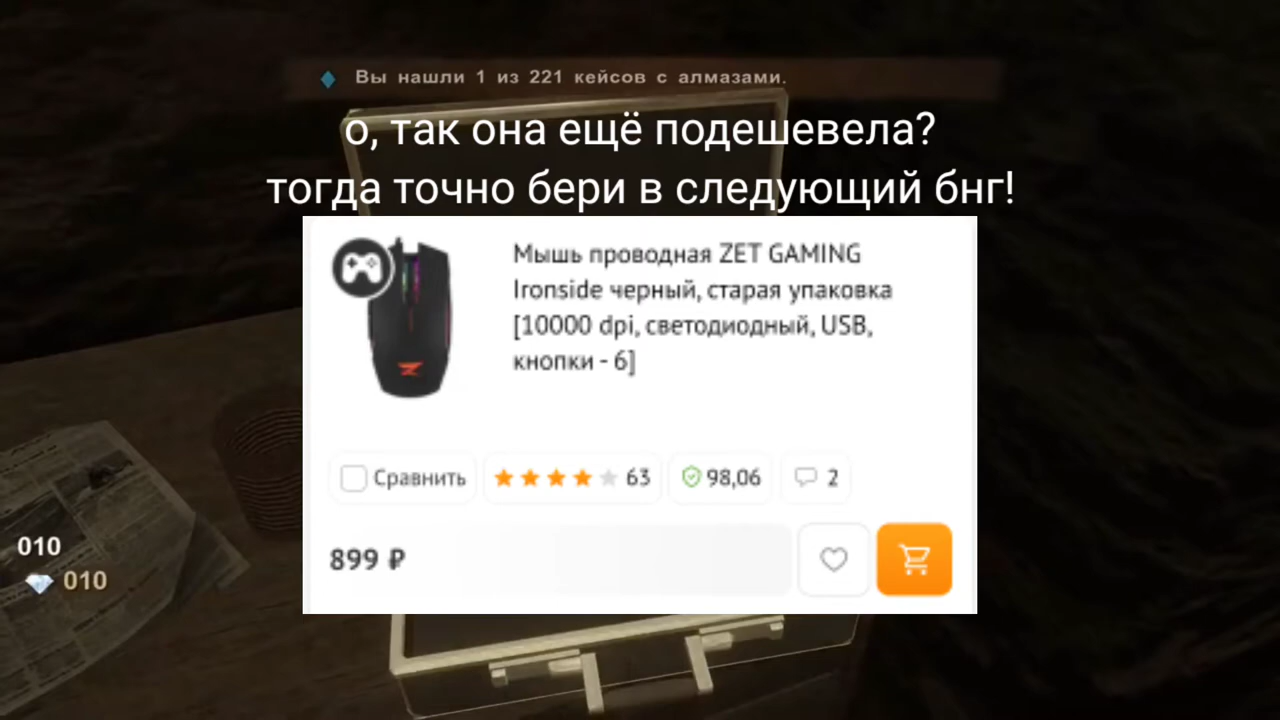 Вы нашли 1 из 221 кейсов с алмазами.
о, так она ещё подешевела?
тогда точно бери в следующий бнг!
Мышь проводная ZET GAMING
Ironside черный, старая упаковка
[10000 dpi, светодиодный, USB,
кнопки - 6]
Сравнить 63 98,06 2
899 ₽
010
010